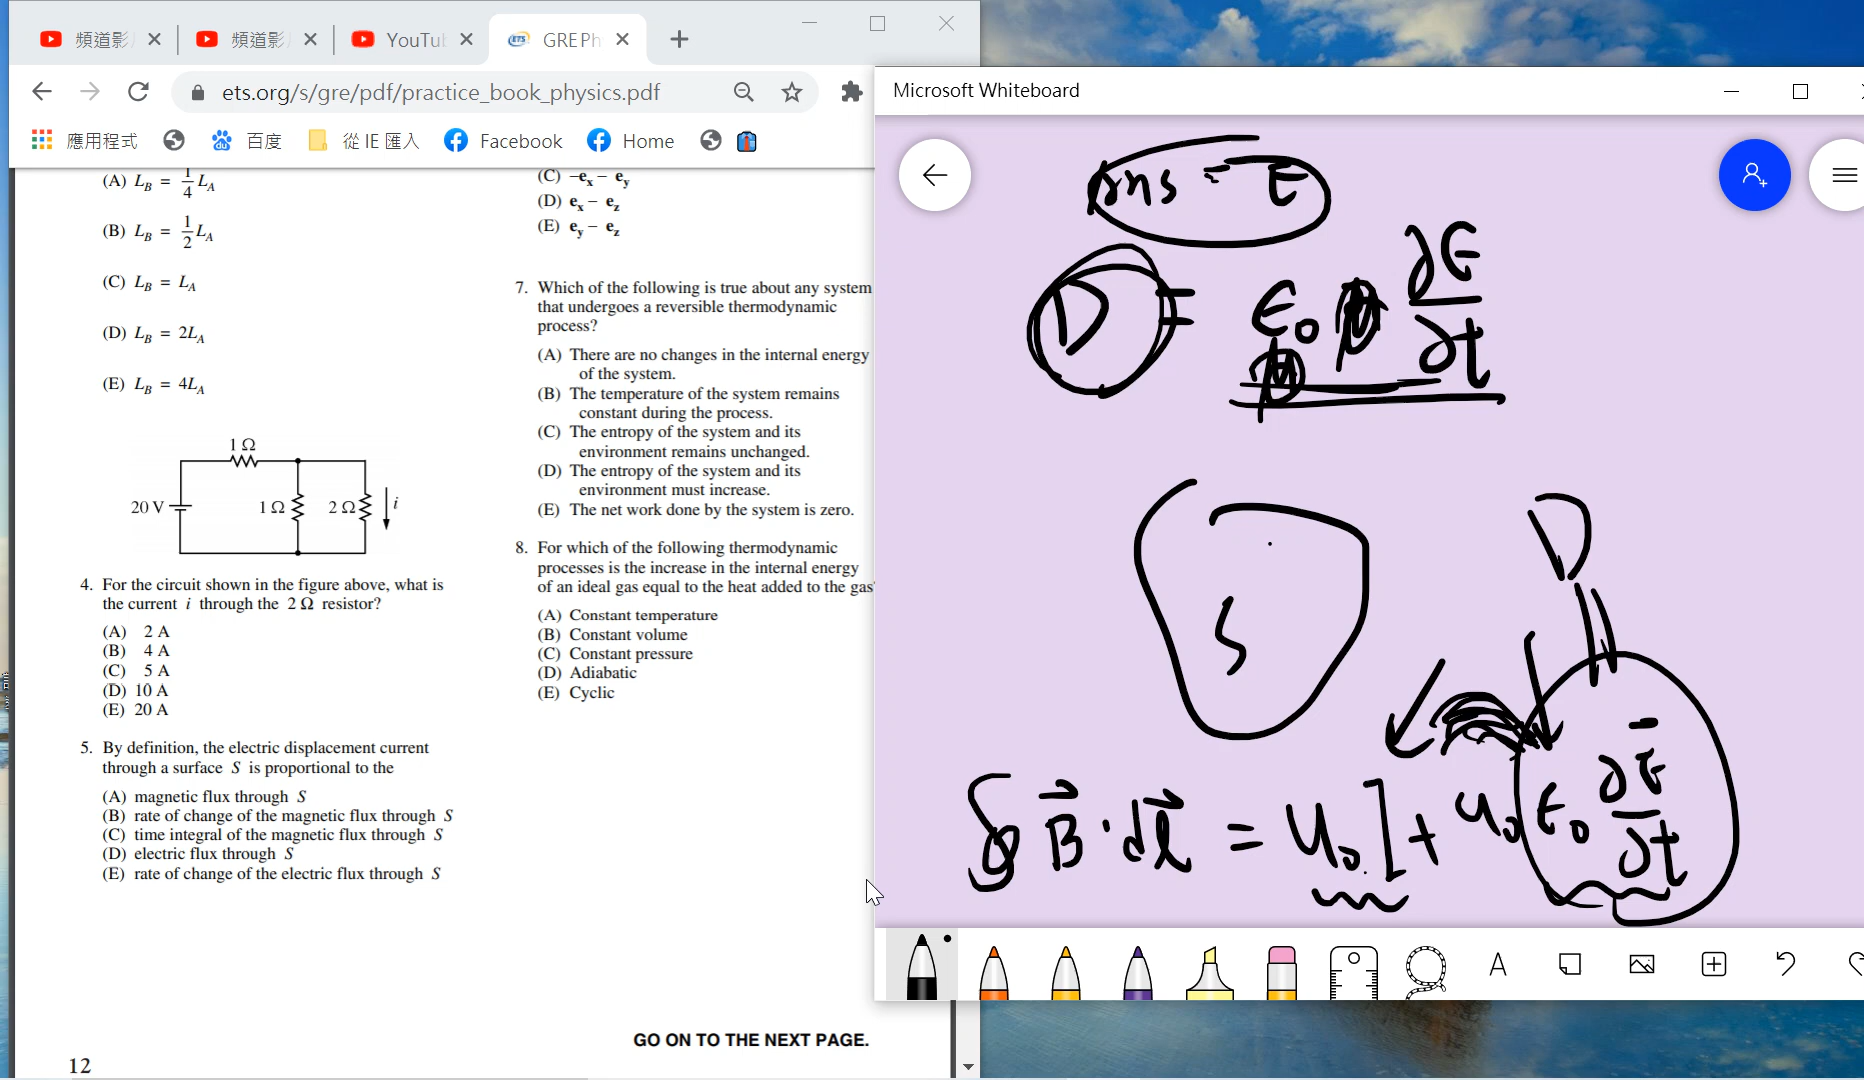 頻道影
頻道影
YouTu
GRE Ph
ets.org/s/gre/pdf/practice_book_physics.pdf
應用程式
百度
從 IE 匯入
Facebook
Home
(A) L_B = 1/4 L_A
(B) L_B = 1/2 L_A
(C) L_B = L_A
(D) L_B = 2L_A
(E) L_B = 4L_A
1 Ω
20 V
1 Ω
2 Ω
i
4. For the circuit shown in the figure above, what is
the current i through the 2 Ω resistor?
(A) 2 A
(B) 4 A
(C) 5 A
(D) 10 A
(E) 20 A
5. By definition, the electric displacement current
through a surface S is proportional to the
(A) magnetic flux through S
(B) rate of change of the magnetic flux through S
(C) time integral of the magnetic flux through S
(D) electric flux through S
(E) rate of change of the electric flux through S
12
(C) −e_x − e_y
(D) e_x − e_z
(E) e_y − e_z
7. Which of the following is true about any system
that undergoes a reversible thermodynamic
process?
(A) There are no changes in the internal energy
of the system.
(B) The temperature of the system remains
constant during the process.
(C) The entropy of the system and its
environment remains unchanged.
(D) The entropy of the system and its
environment must increase.
(E) The net work done by the system is zero.
8. For which of the following thermodynamic
processes is the increase in the internal energy
of an ideal gas equal to the heat added to the gas
(A) Constant temperature
(B) Constant volume
(C) Constant pressure
(D) Adiabatic
(E) Cyclic
GO ON TO THE NEXT PAGE.
Microsoft Whiteboard
ans = E
D = ε₀ ∂E/∂t
S
D
∮ B⃗ · dl⃗ = u₀I + u₀ε₀ ∂E/∂t